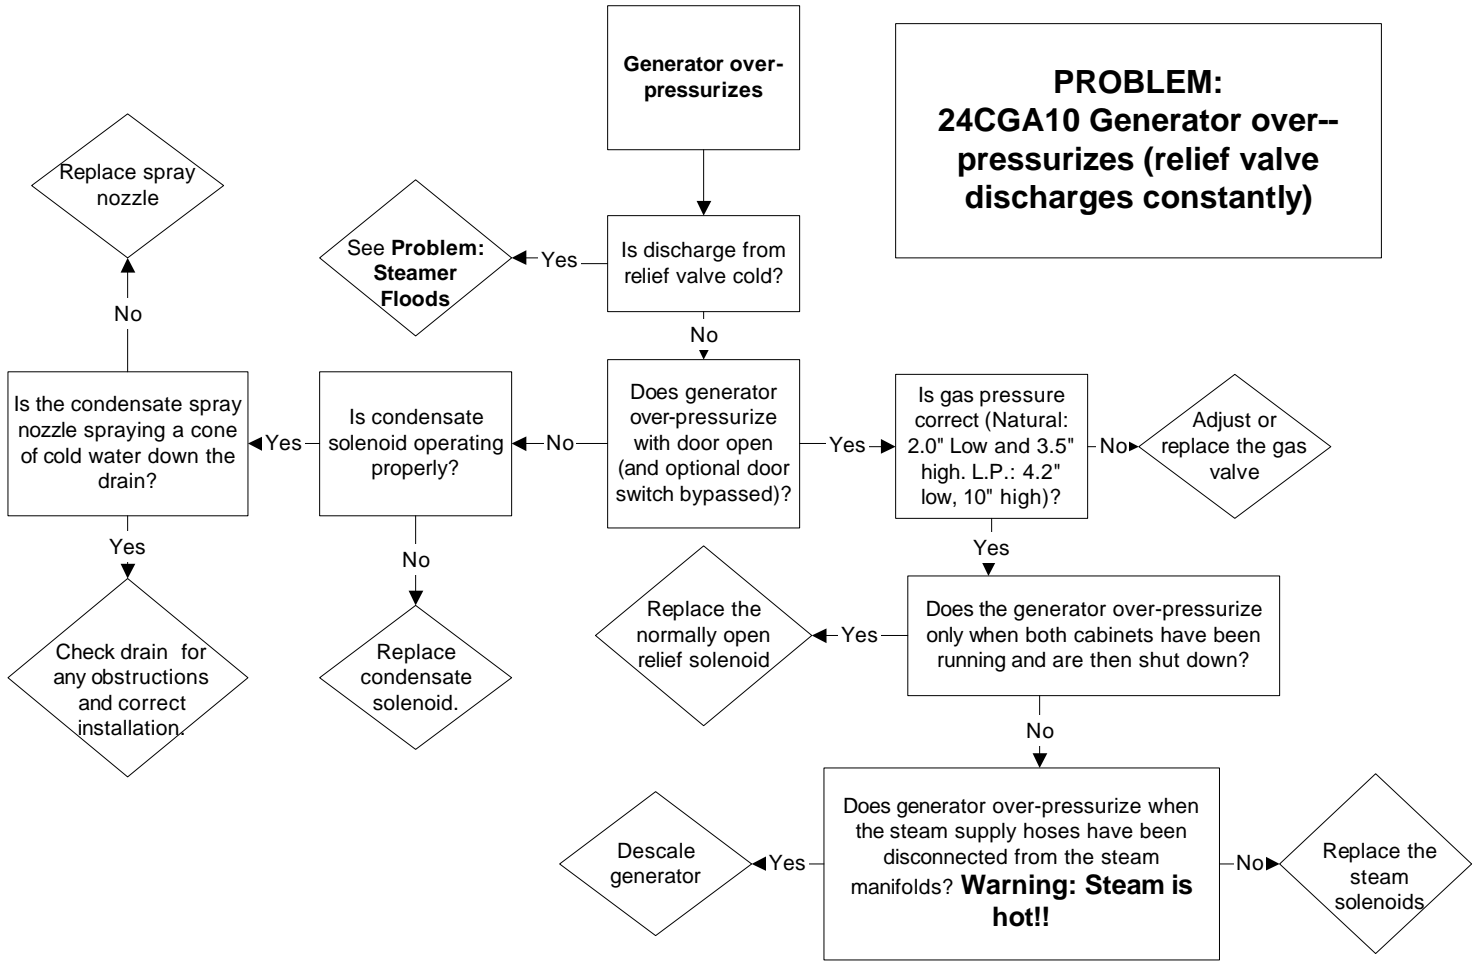 Generator over-
pressurizes
PROBLEM:
24CGA10 Generator over--
pressurizes (relief valve
discharges constantly)
Replace spray
nozzle
See Problem:
Steamer
Floods
Yes
Is discharge from
relief valve cold?
No
No
Is the condensate spray
nozzle spraying a cone
of cold water down the
drain?
Yes
Is condensate
solenoid operating
properly?
No
Does generator
over-pressurize
with door open
(and optional door
switch bypassed)?
Yes
Is gas pressure
correct (Natural:
2.0" Low and 3.5"
high. L.P.: 4.2"
low, 10" high)?
No
Adjust or
replace the gas
valve
Yes
No
Yes
Check drain for
any obstructions
and correct
installation.
Replace
condensate
solenoid.
Replace the
normally open
relief solenoid
Yes
Does the generator over-pressurize
only when both cabinets have been
running and are then shut down?
No
Descale
generator
Yes
Does generator over-pressurize when
the steam supply hoses have been
disconnected from the steam
manifolds? Warning: Steam is
hot!!
No
Replace the
steam
solenoids